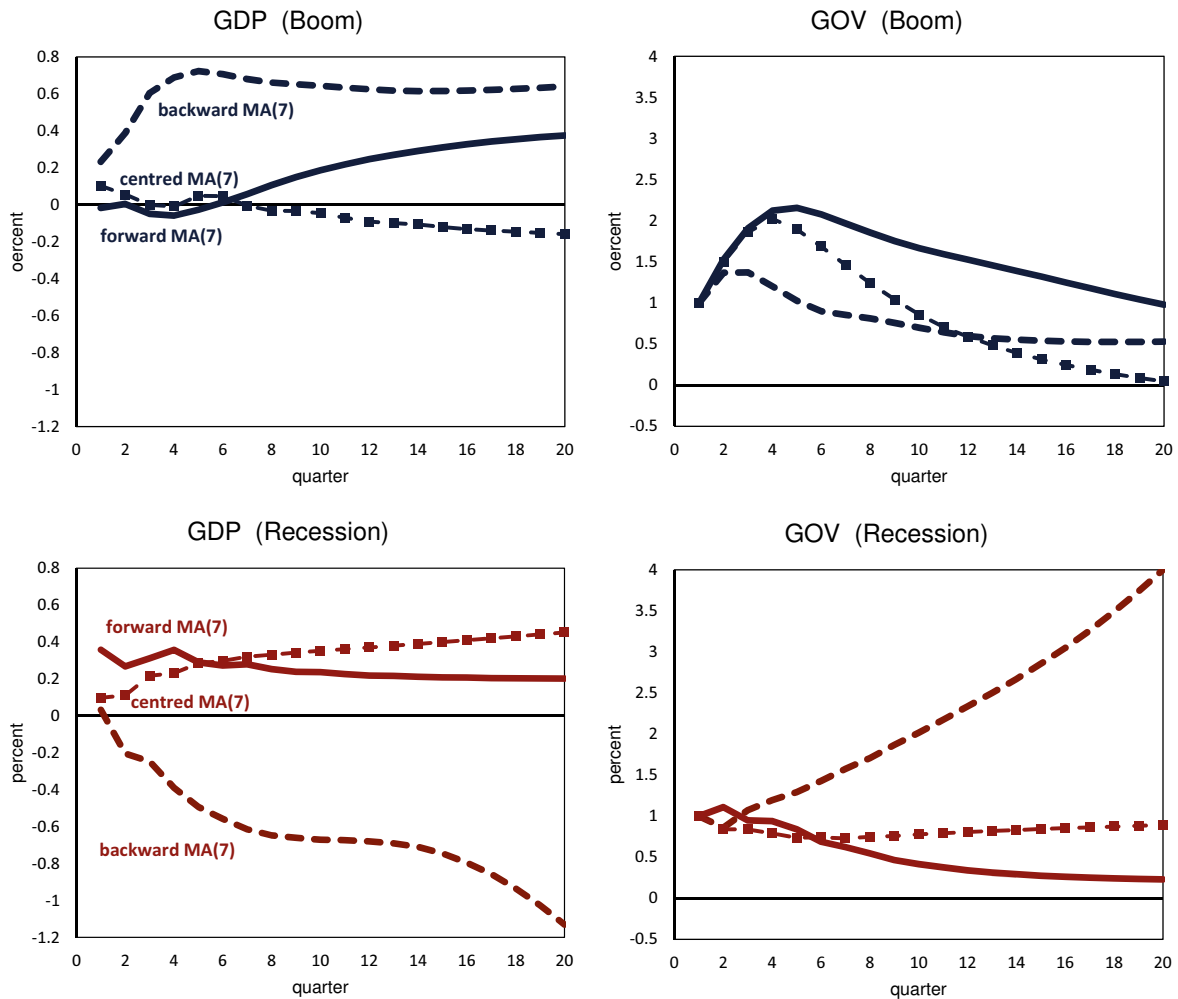 GDP (Boom)
0.8
0.6
0.4
0.2
0
-0.2
-0.4
-0.6
-0.8
-1
-1.2
oercent
backward MA(7)
centred MA(7)
forward MA(7)
0 2 4 6 8 10 12 14 16 18 20
quarter
GOV (Boom)
4
3.5
3
2.5
2
1.5
1
0.5
0
-0.5
oercent
0 2 4 6 8 10 12 14 16 18 20
quarter
GDP (Recession)
0.8
0.6
0.4
0.2
0
-0.2
-0.4
-0.6
-0.8
-1
-1.2
percent
forward MA(7)
centred MA(7)
backward MA(7)
0 2 4 6 8 10 12 14 16 18 20
quarter
GOV (Recession)
4
3.5
3
2.5
2
1.5
1
0.5
0
-0.5
percent
0 2 4 6 8 10 12 14 16 18 20
quarter